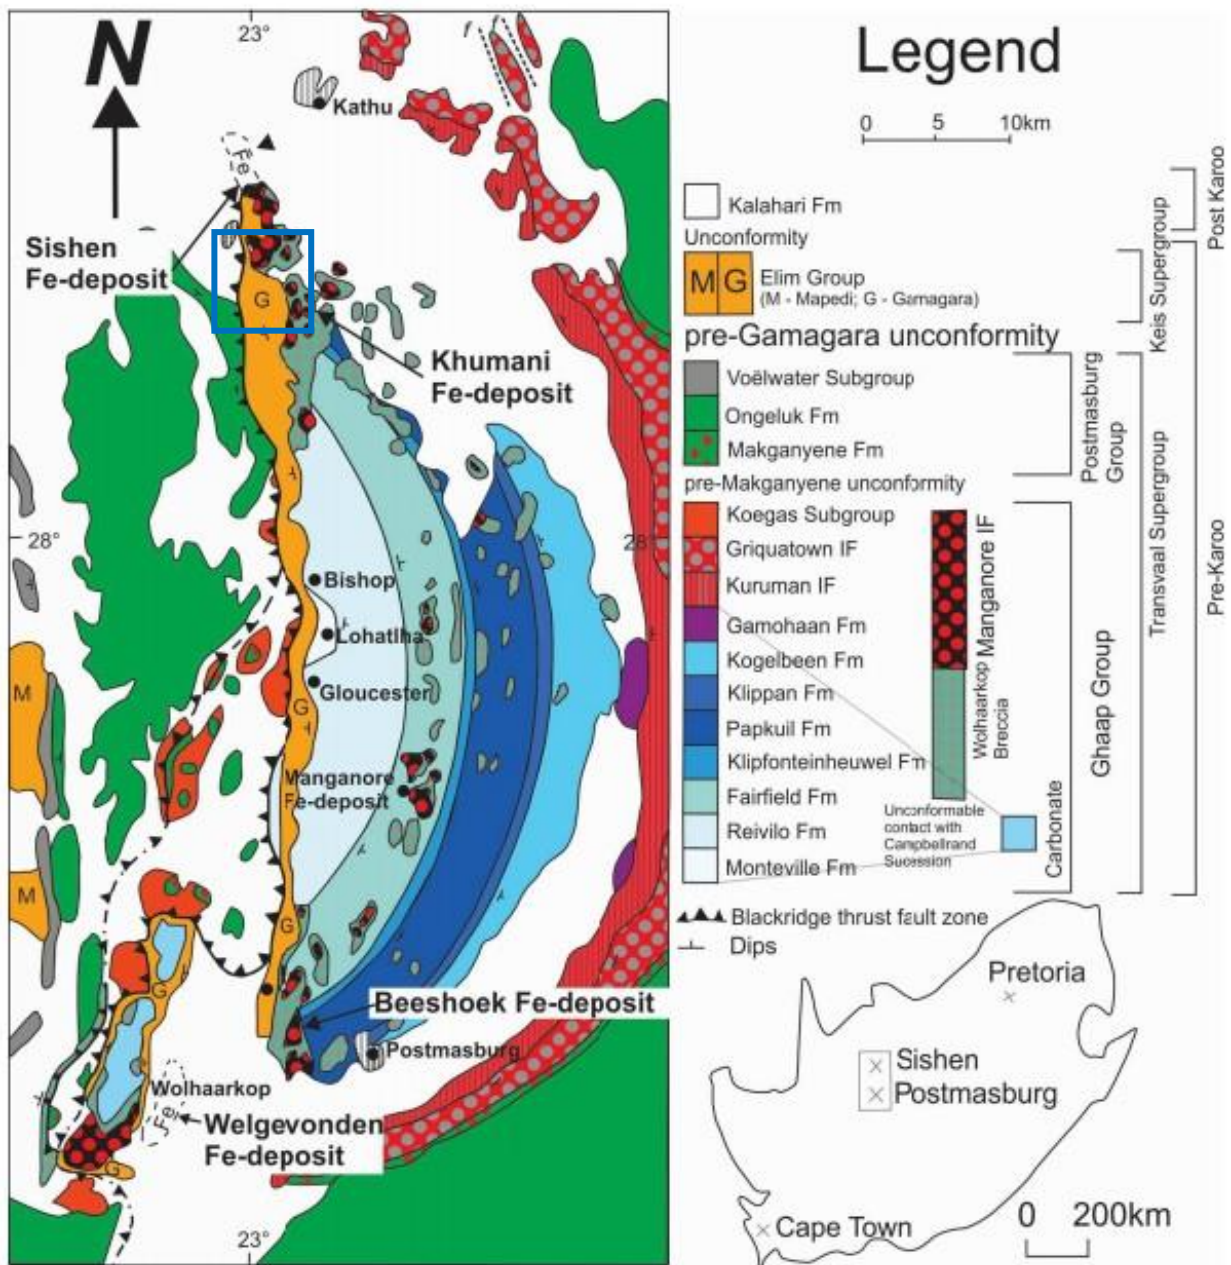 N
23°
f
f
Kathu
Fe
Sishen
Fe-deposit
G
Khumani
Fe-deposit
28°
28°
Bishop
Lohatlha
Gloucester
M
G
Manganore
Fe-deposit
M
G
G
Beeshoek Fe-deposit
Postmasburg
Wolhaarkop
Fe
Welgevonden
Fe-deposit
G
23°
Legend
0 5 10km
Kalahari Fm
Unconformity
M G Elim Group
(M - Mapedi; G - Gamagara)
pre-Gamagara unconformity
Voëlwater Subgroup
Ongeluk Fm
Makganyene Fm
pre-Makganyene unconformity
Koegas Subgroup
Griquatown IF
Kuruman IF
Gamohaan Fm
Kogelbeen Fm
Klippan Fm
Papkuil Fm
Klipfonteinheuwel Fm
Fairfield Fm
Reivilo Fm
Monteville Fm
Manganore IF
Wolhaarkop
Breccia
Unconformable
contact with
Campbellrand
Sucession
Carbonate
Ghaap Group
Postmasburg
Group
Transvaal Supergroup
Keis Supergroup
Pre-Karoo
Post Karoo
Blackridge thrust fault zone
Dips
Pretoria
Sishen
Postmasburg
Cape Town
0 200km